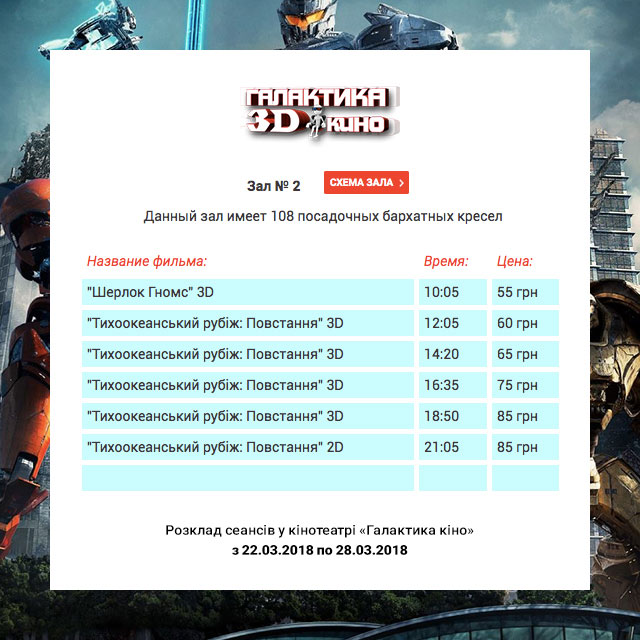 ГАЛАКТИКА
3D КИНО
Зал № 2 СХЕМА ЗАЛА >
Данный зал имеет 108 посадочных бархатных кресел
Название фильма: Время: Цена:
"Шерлок Гномс" 3D 10:05 55 грн
"Тихоокеанський рубіж: Повстання" 3D 12:05 60 грн
"Тихоокеанський рубіж: Повстання" 3D 14:20 65 грн
"Тихоокеанський рубіж: Повстання" 3D 16:35 75 грн
"Тихоокеанський рубіж: Повстання" 3D 18:50 85 грн
"Тихоокеанський рубіж: Повстання" 2D 21:05 85 грн
Розклад сеансів у кінотеатрі «Галактика кіно»
з 22.03.2018 по 28.03.2018